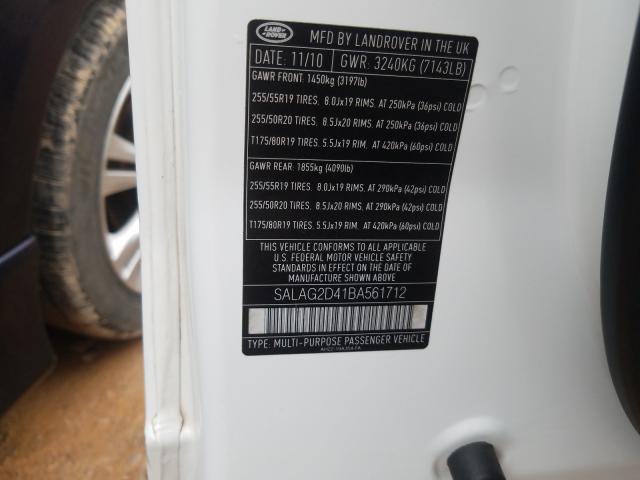 LAND ROVER
MFD BY LANDROVER IN THE UK
DATE: 11/10 GWR: 3240KG (7143LB)
GAWR FRONT: 1450kg (3197lb)
255/55R19 TIRES. 8.0Jx19 RIMS. AT 250kPa (36psi) COLD
255/50R20 TIRES. 8.5Jx20 RIMS. AT 250kPa (36psi) COLD
T175/80R19 TIRES. 5.5Jx19 RIM. AT 420kPa (60psi) COLD
GAWR REAR: 1855kg (4090lb)
255/55R19 TIRES. 8.0Jx19 RIMS. AT 290kPa (42psi) COLD
255/50R20 TIRES. 8.5Jx20 RIMS. AT 290kPa (42psi) COLD
T175/80R19 TIRES. 5.5Jx19 RIM. AT 420kPa (60psi) COLD
THIS VEHICLE CONFORMS TO ALL APPLICABLE
U.S. FEDERAL MOTOR VEHICLE SAFETY
STANDARDS IN EFFECT ON THE DATE OF
MANUFACTURE SHOWN ABOVE
SALAG2D41BA561712
TYPE: MULTI-PURPOSE PASSENGER VEHICLE